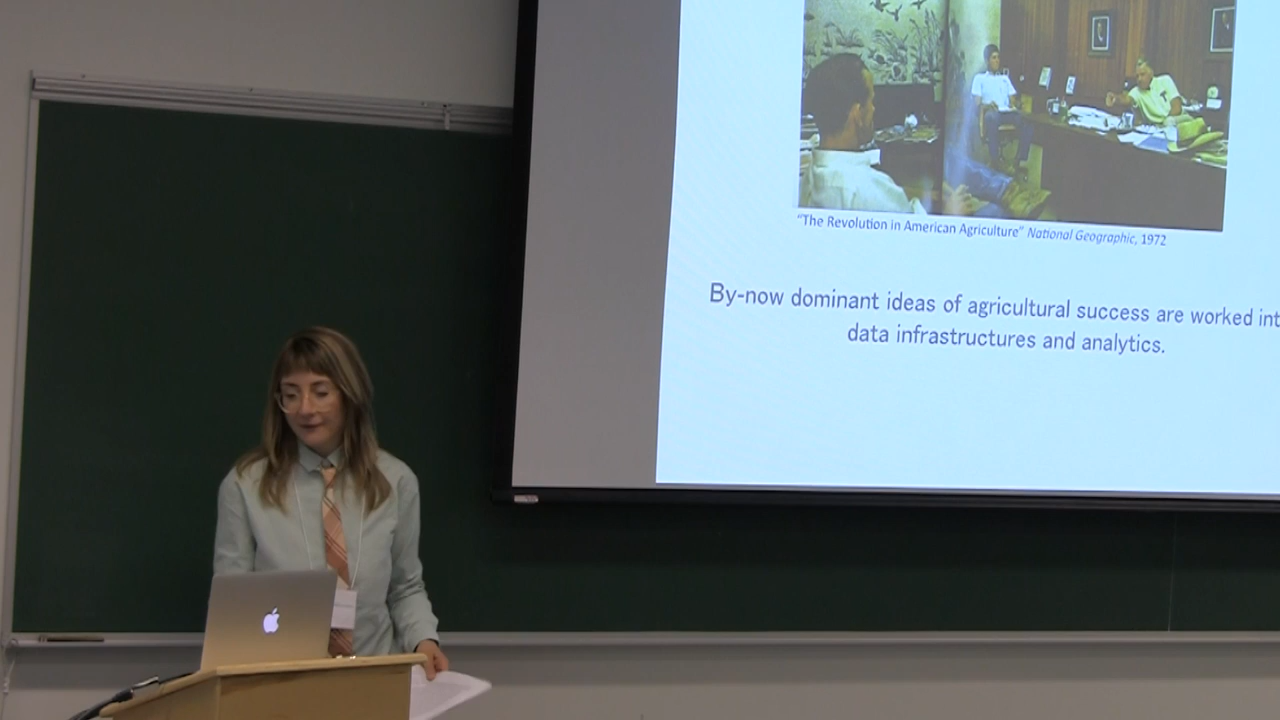 "The Revolution in American Agriculture" National Geographic, 1972
By-now dominant ideas of agricultural success are worked int
data infrastructures and analytics.